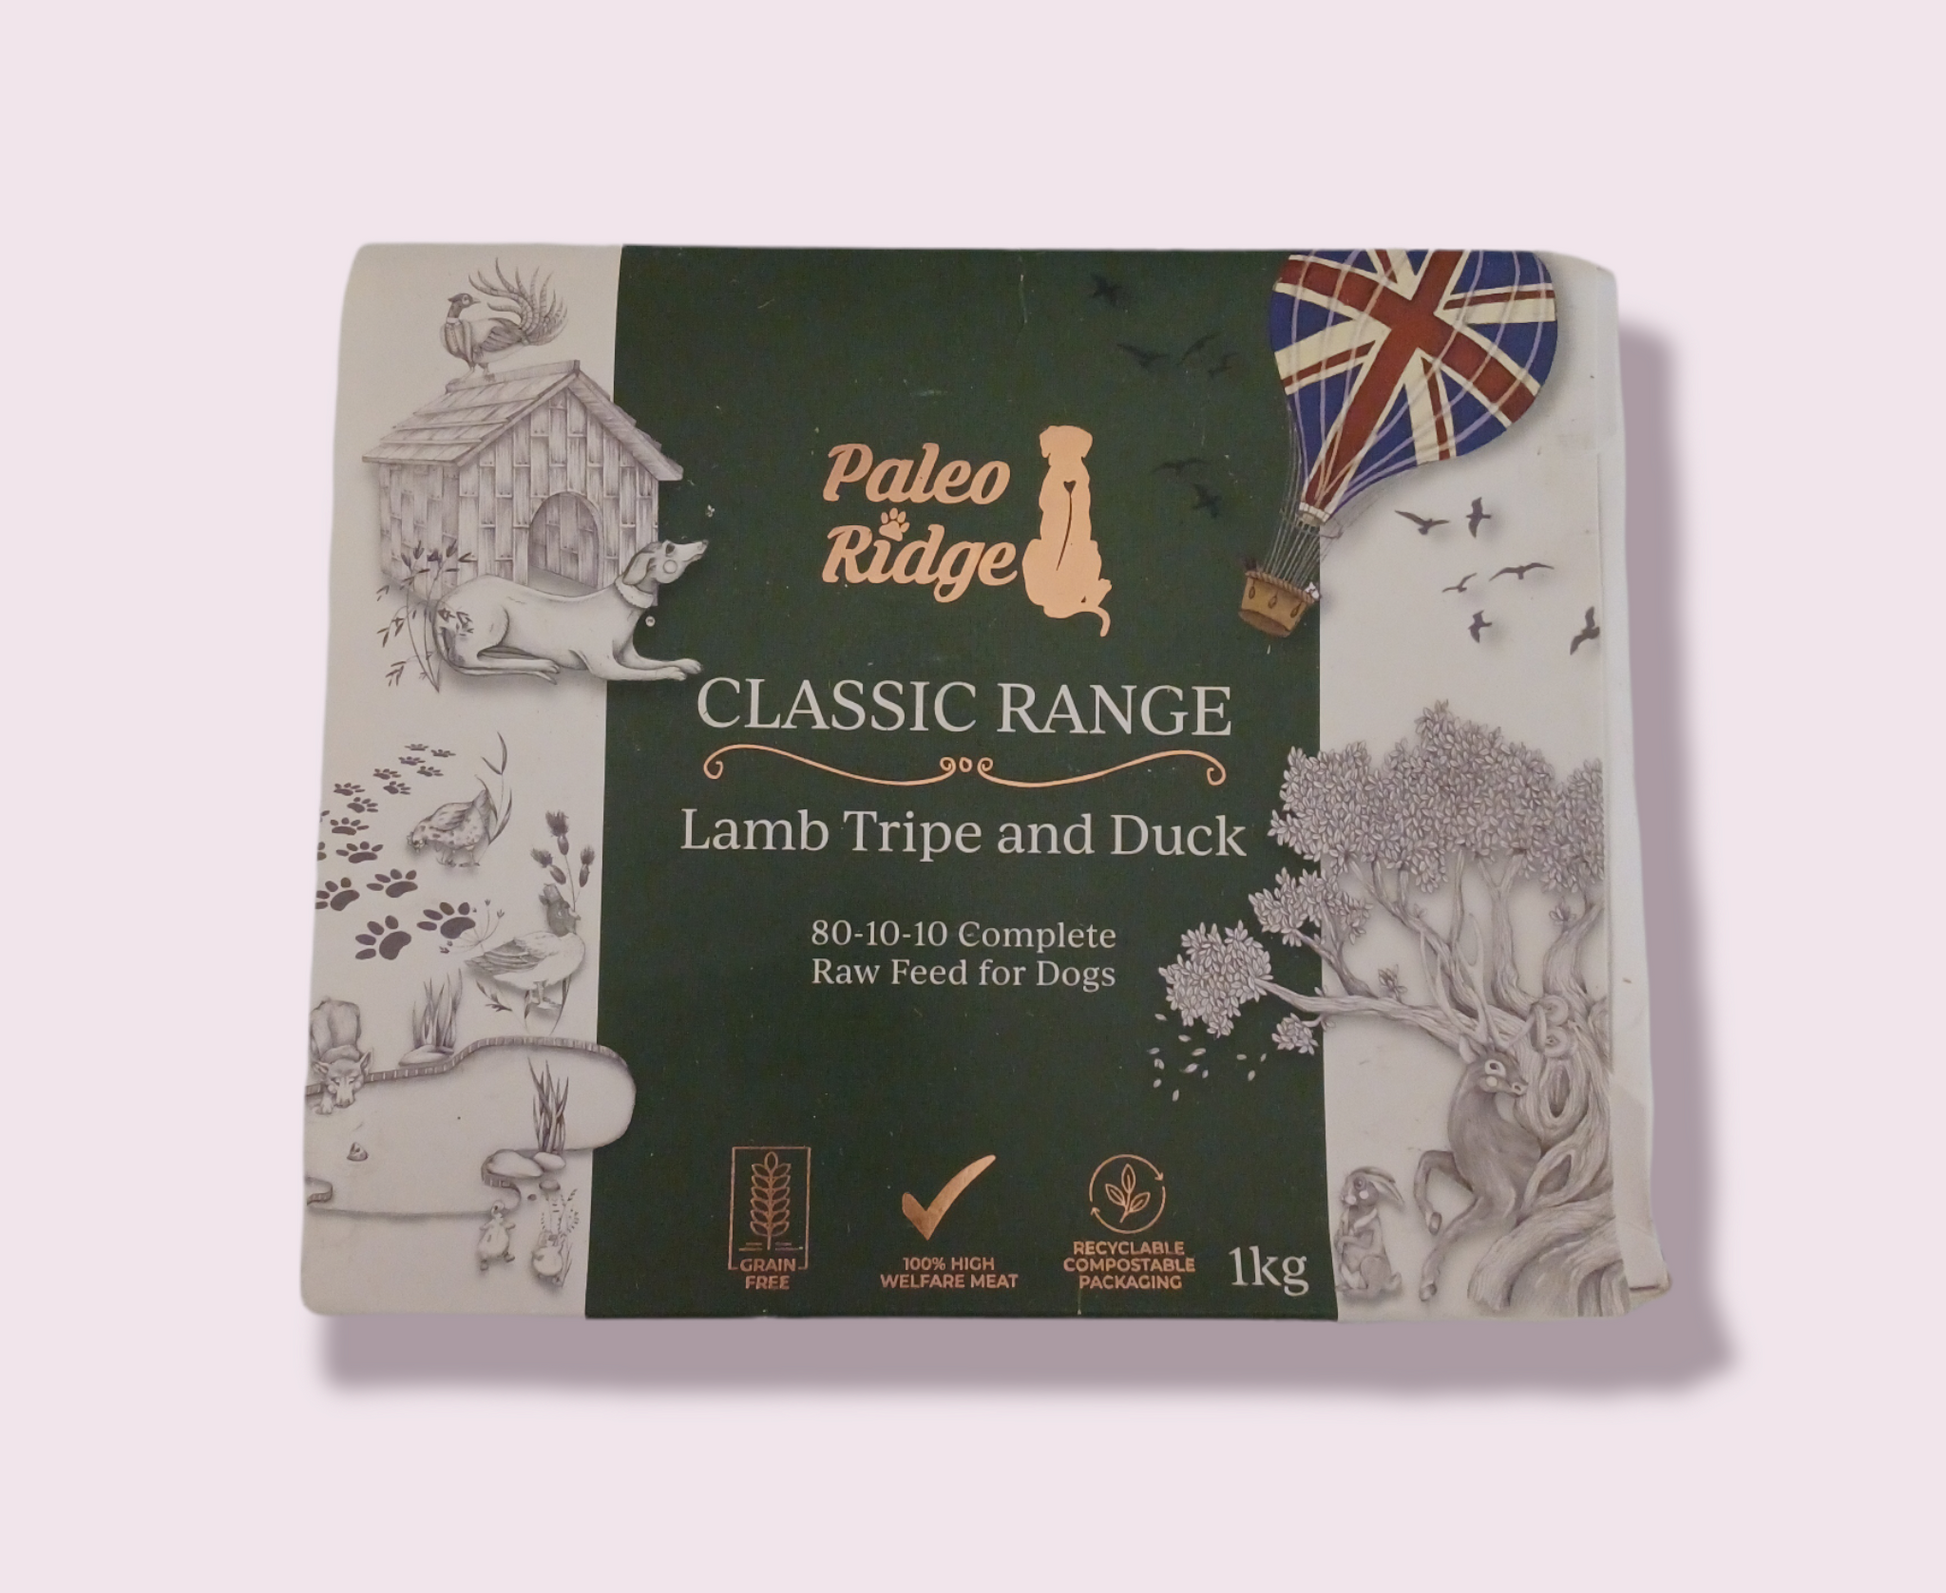 Paleo
Ridge
CLASSIC RANGE
Lamb Tripe and Duck
80-10-10 Complete
Raw Feed for Dogs
GRAIN
FREE
100% HIGH
WELFARE MEAT
RECYCLABLE
COMPOSTABLE
PACKAGING
1kg